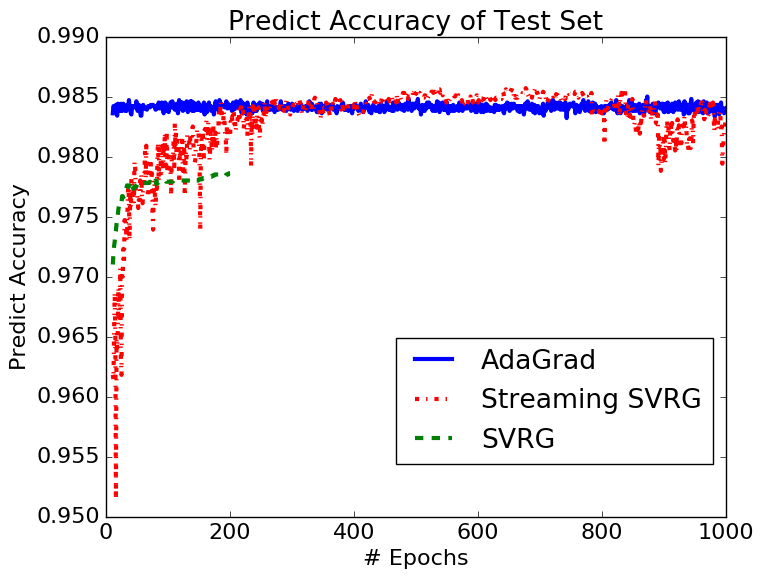 Predict Accuracy of Test Set
0.990
0.985
0.980
0.975
0.970
0.965
0.960
0.955
0.950
Predict Accuracy
AdaGrad
Streaming SVRG
SVRG
0 200 400 600 800 1000
# Epochs